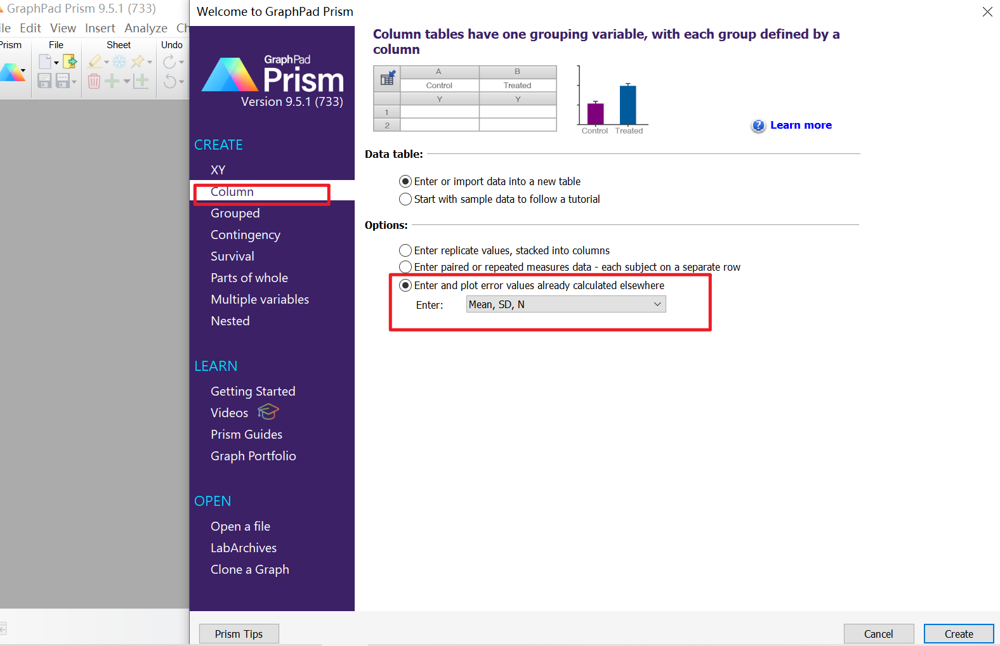 GraphPad Prism 9.5.1 (733)
ile Edit View Insert Analyze Ch
Prism File Sheet Undo
Welcome to GraphPad Prism
GraphPad
Prism
Version 9.5.1 (733)
CREATE
XY
Column
Grouped
Contingency
Survival
Parts of whole
Multiple variables
Nested
LEARN
Getting Started
Videos
Prism Guides
Graph Portfolio
OPEN
Open a file
LabArchives
Clone a Graph
Column tables have one grouping variable, with each group defined by a
column
A B
Control Treated
Y Y
1
2
Control Treated
? Learn more
Data table:
Enter or import data into a new table
Start with sample data to follow a tutorial
Options:
Enter replicate values, stacked into columns
Enter paired or repeated measures data - each subject on a separate row
Enter and plot error values already calculated elsewhere
Enter: Mean, SD, N
Prism Tips Cancel Create